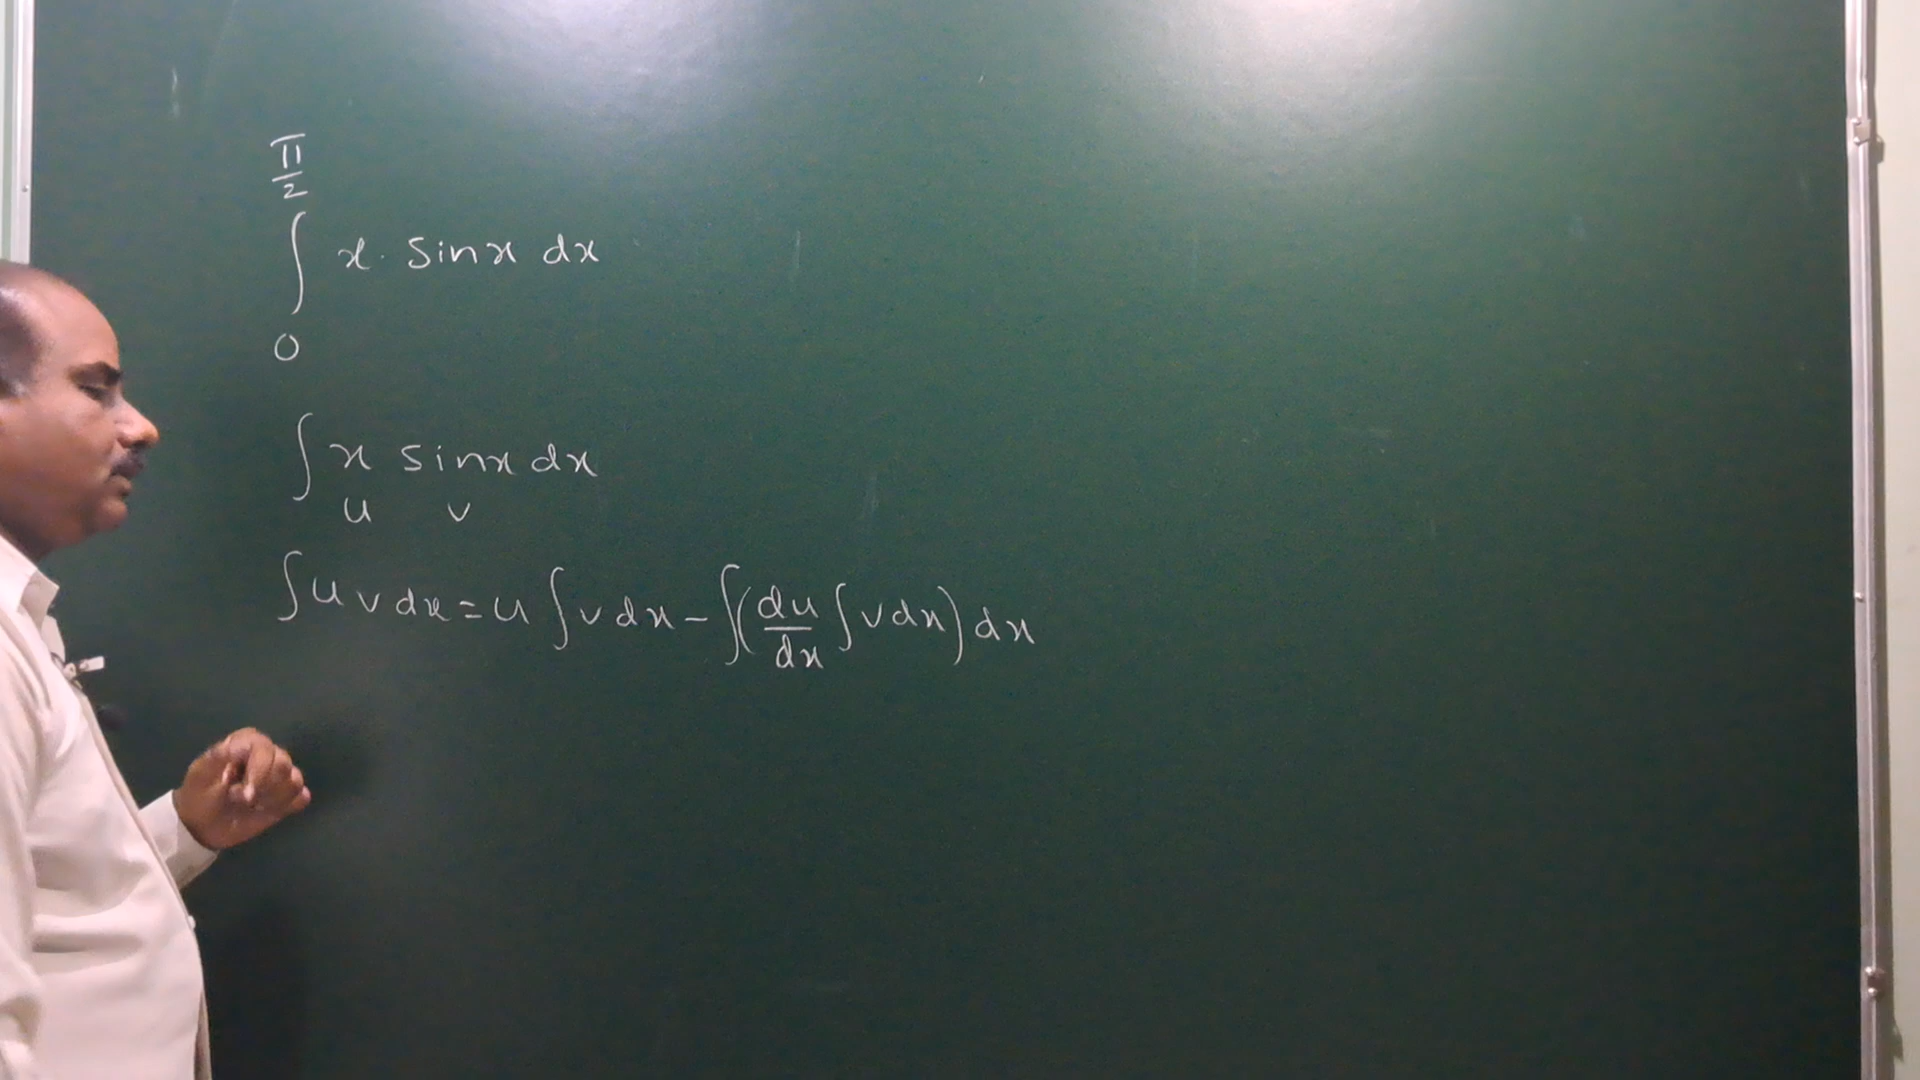 π/2
∫ x. sinx dx
0
∫ x sinx dx
u v
∫ u v dx = u ∫ v dx - ∫ (du/dx ∫ v dx) dx